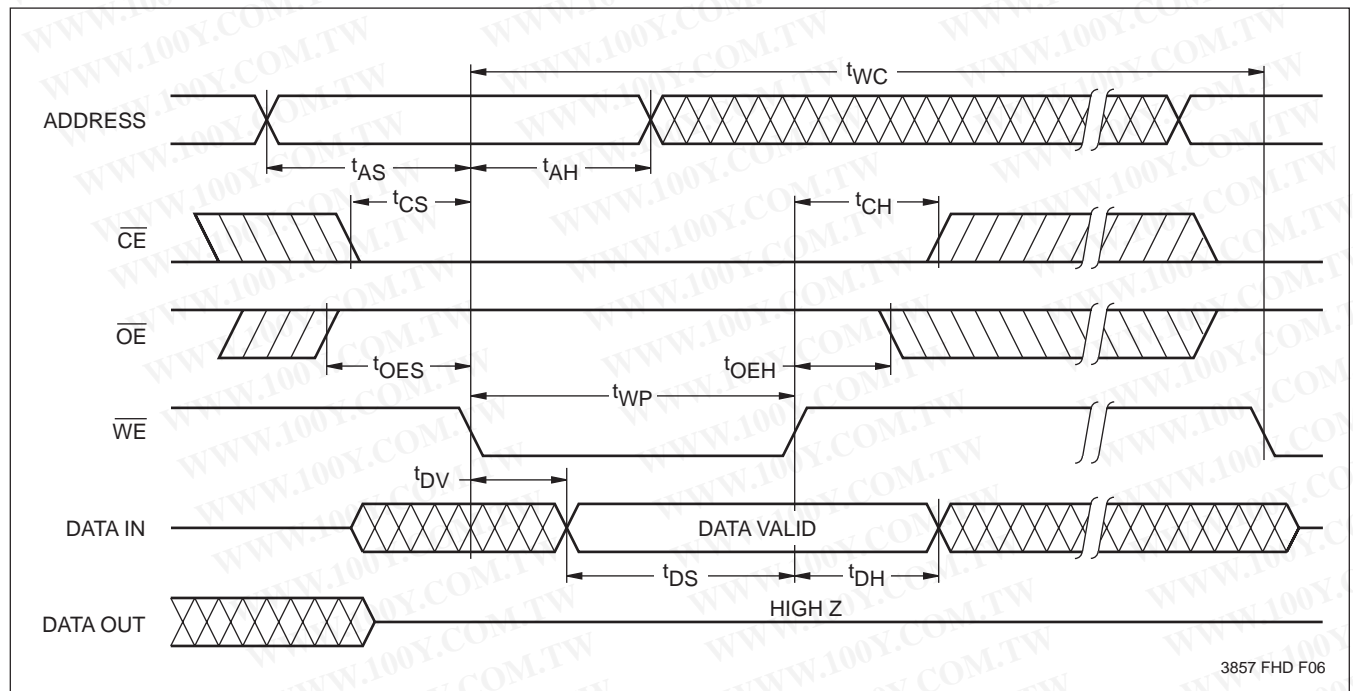 WWW.100Y.COM.TW
tWC
ADDRESS
tAS
tAH
tCS
tCH
CE
OE
tOES
tOEH
tWP
WE
tDV
DATA IN
DATA VALID
tDS
tDH
DATA OUT
HIGH Z
3857 FHD F06